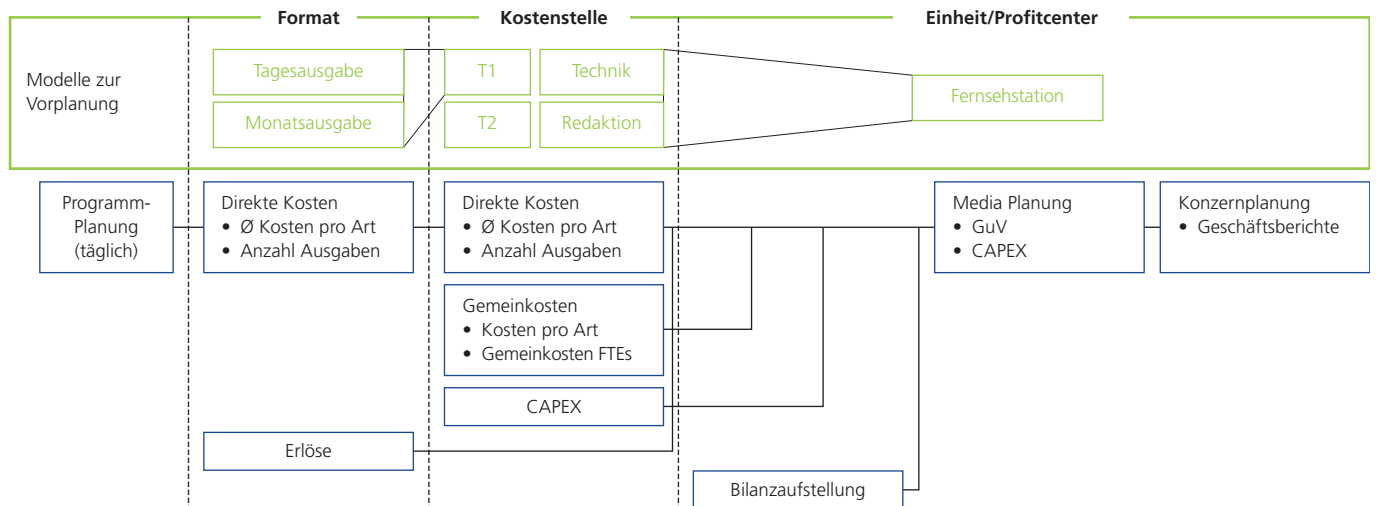 Format
Kostenstelle
Einheit/Profitcenter
Modelle zur
Vorplanung
Tagesausgabe
Monatsausgabe
T1
Technik
T2
Redaktion
Fernsehstation
Programm-
Planung
(täglich)
Direkte Kosten
• Ø Kosten pro Art
• Anzahl Ausgaben
Direkte Kosten
• Ø Kosten pro Art
• Anzahl Ausgaben
Media Planung
• GuV
• CAPEX
Konzernplanung
• Geschäftsberichte
Gemeinkosten
• Kosten pro Art
• Gemeinkosten FTEs
CAPEX
Erlöse
Bilanzaufstellung